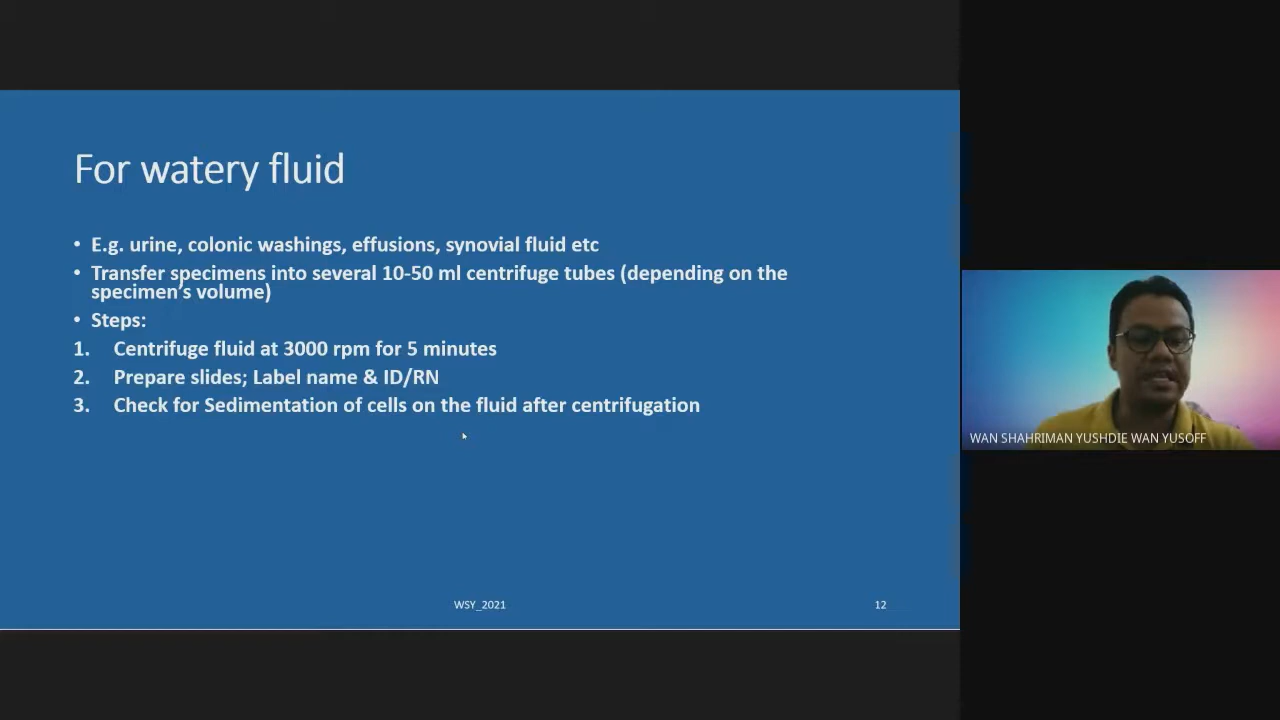 For watery fluid
• E.g. urine, colonic washings, effusions, synovial fluid etc
• Transfer specimens into several 10-50 ml centrifuge tubes (depending on the
specimen's volume)
• Steps:
1. Centrifuge fluid at 3000 rpm for 5 minutes
2. Prepare slides; Label name & ID/RN
3. Check for Sedimentation of cells on the fluid after centrifugation
WSY_2021
12
WAN SHAHRIMAN YUSHDIE WAN YUSOFF